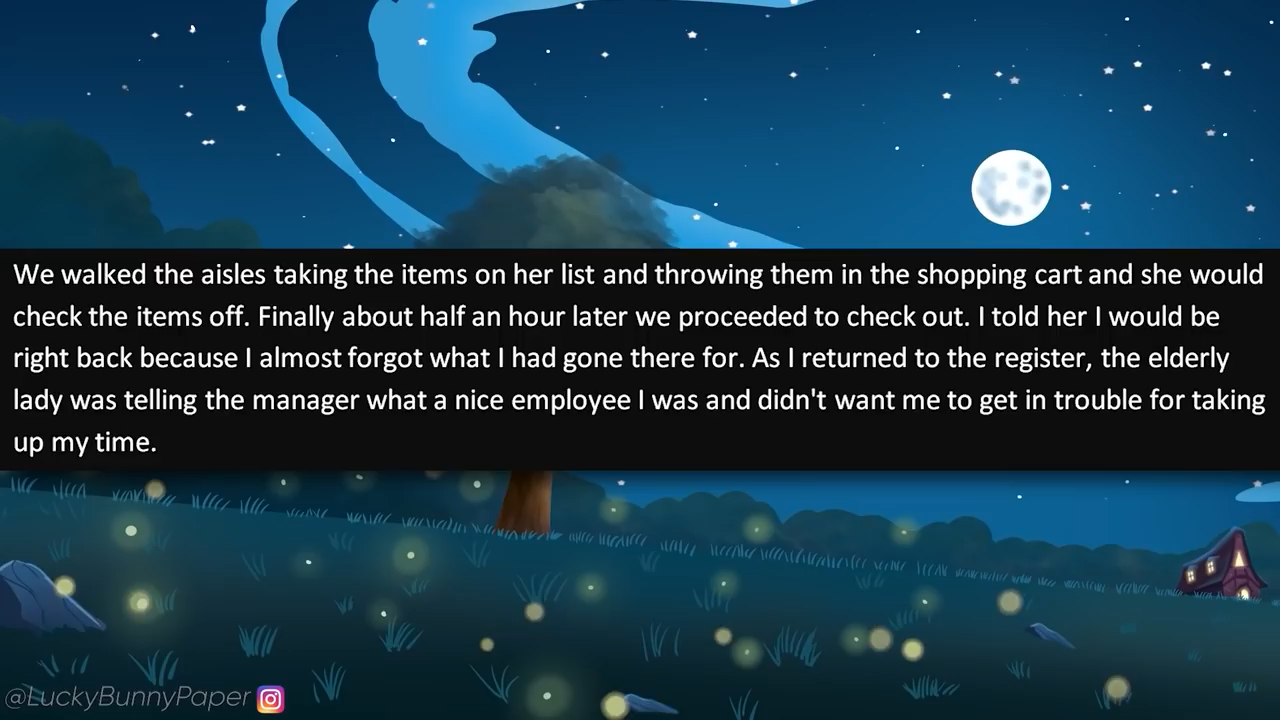 We walked the aisles taking the items on her list and throwing them in the shopping cart and she would
check the items off. Finally about half an hour later we proceeded to check out. I told her I would be
right back because I almost forgot what I had gone there for. As I returned to the register, the elderly
lady was telling the manager what a nice employee I was and didn't want me to get in trouble for taking
up my time.
@LuckyBunnyPaper